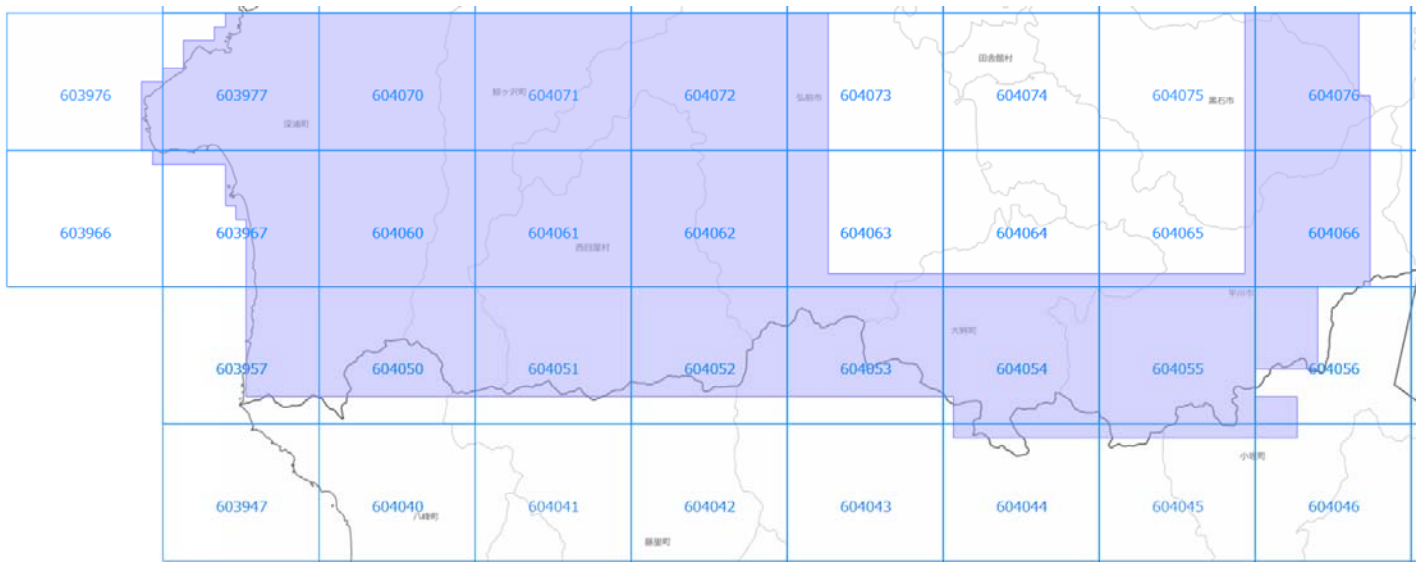 田舎館村
603976 603977 604070 鰺ヶ沢町 604071 604072 弘前市 604073 604074 604075 黒石市 604076
深浦町
603966 603967 604060 604061 604062 604063 604064 604065 604066
西目屋村
平川市
大鰐町
603957 604050 604051 604052 604053 604054 604055 604056
小坂町
603947 604040 604041 604042 604043 604044 604045 604046
八峰町
藤里町